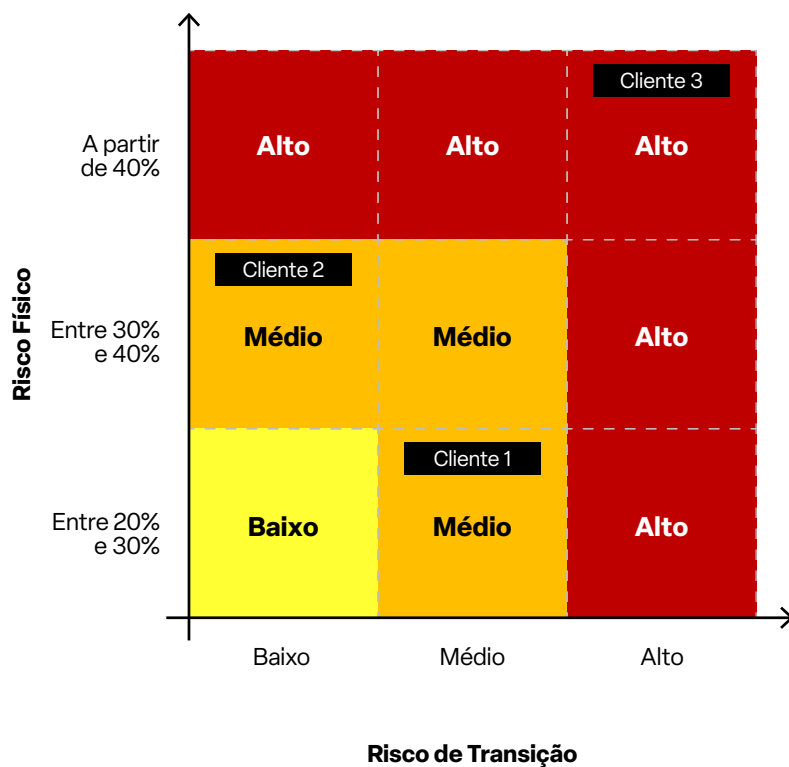 Cliente 3
A partir
de 40%
Alto
Alto
Alto
Cliente 2
Risco Físico
Entre 30%
e 40%
Médio
Médio
Alto
Cliente 1
Entre 20%
e 30%
Baixo
Médio
Alto
Baixo
Médio
Alto
Risco de Transição